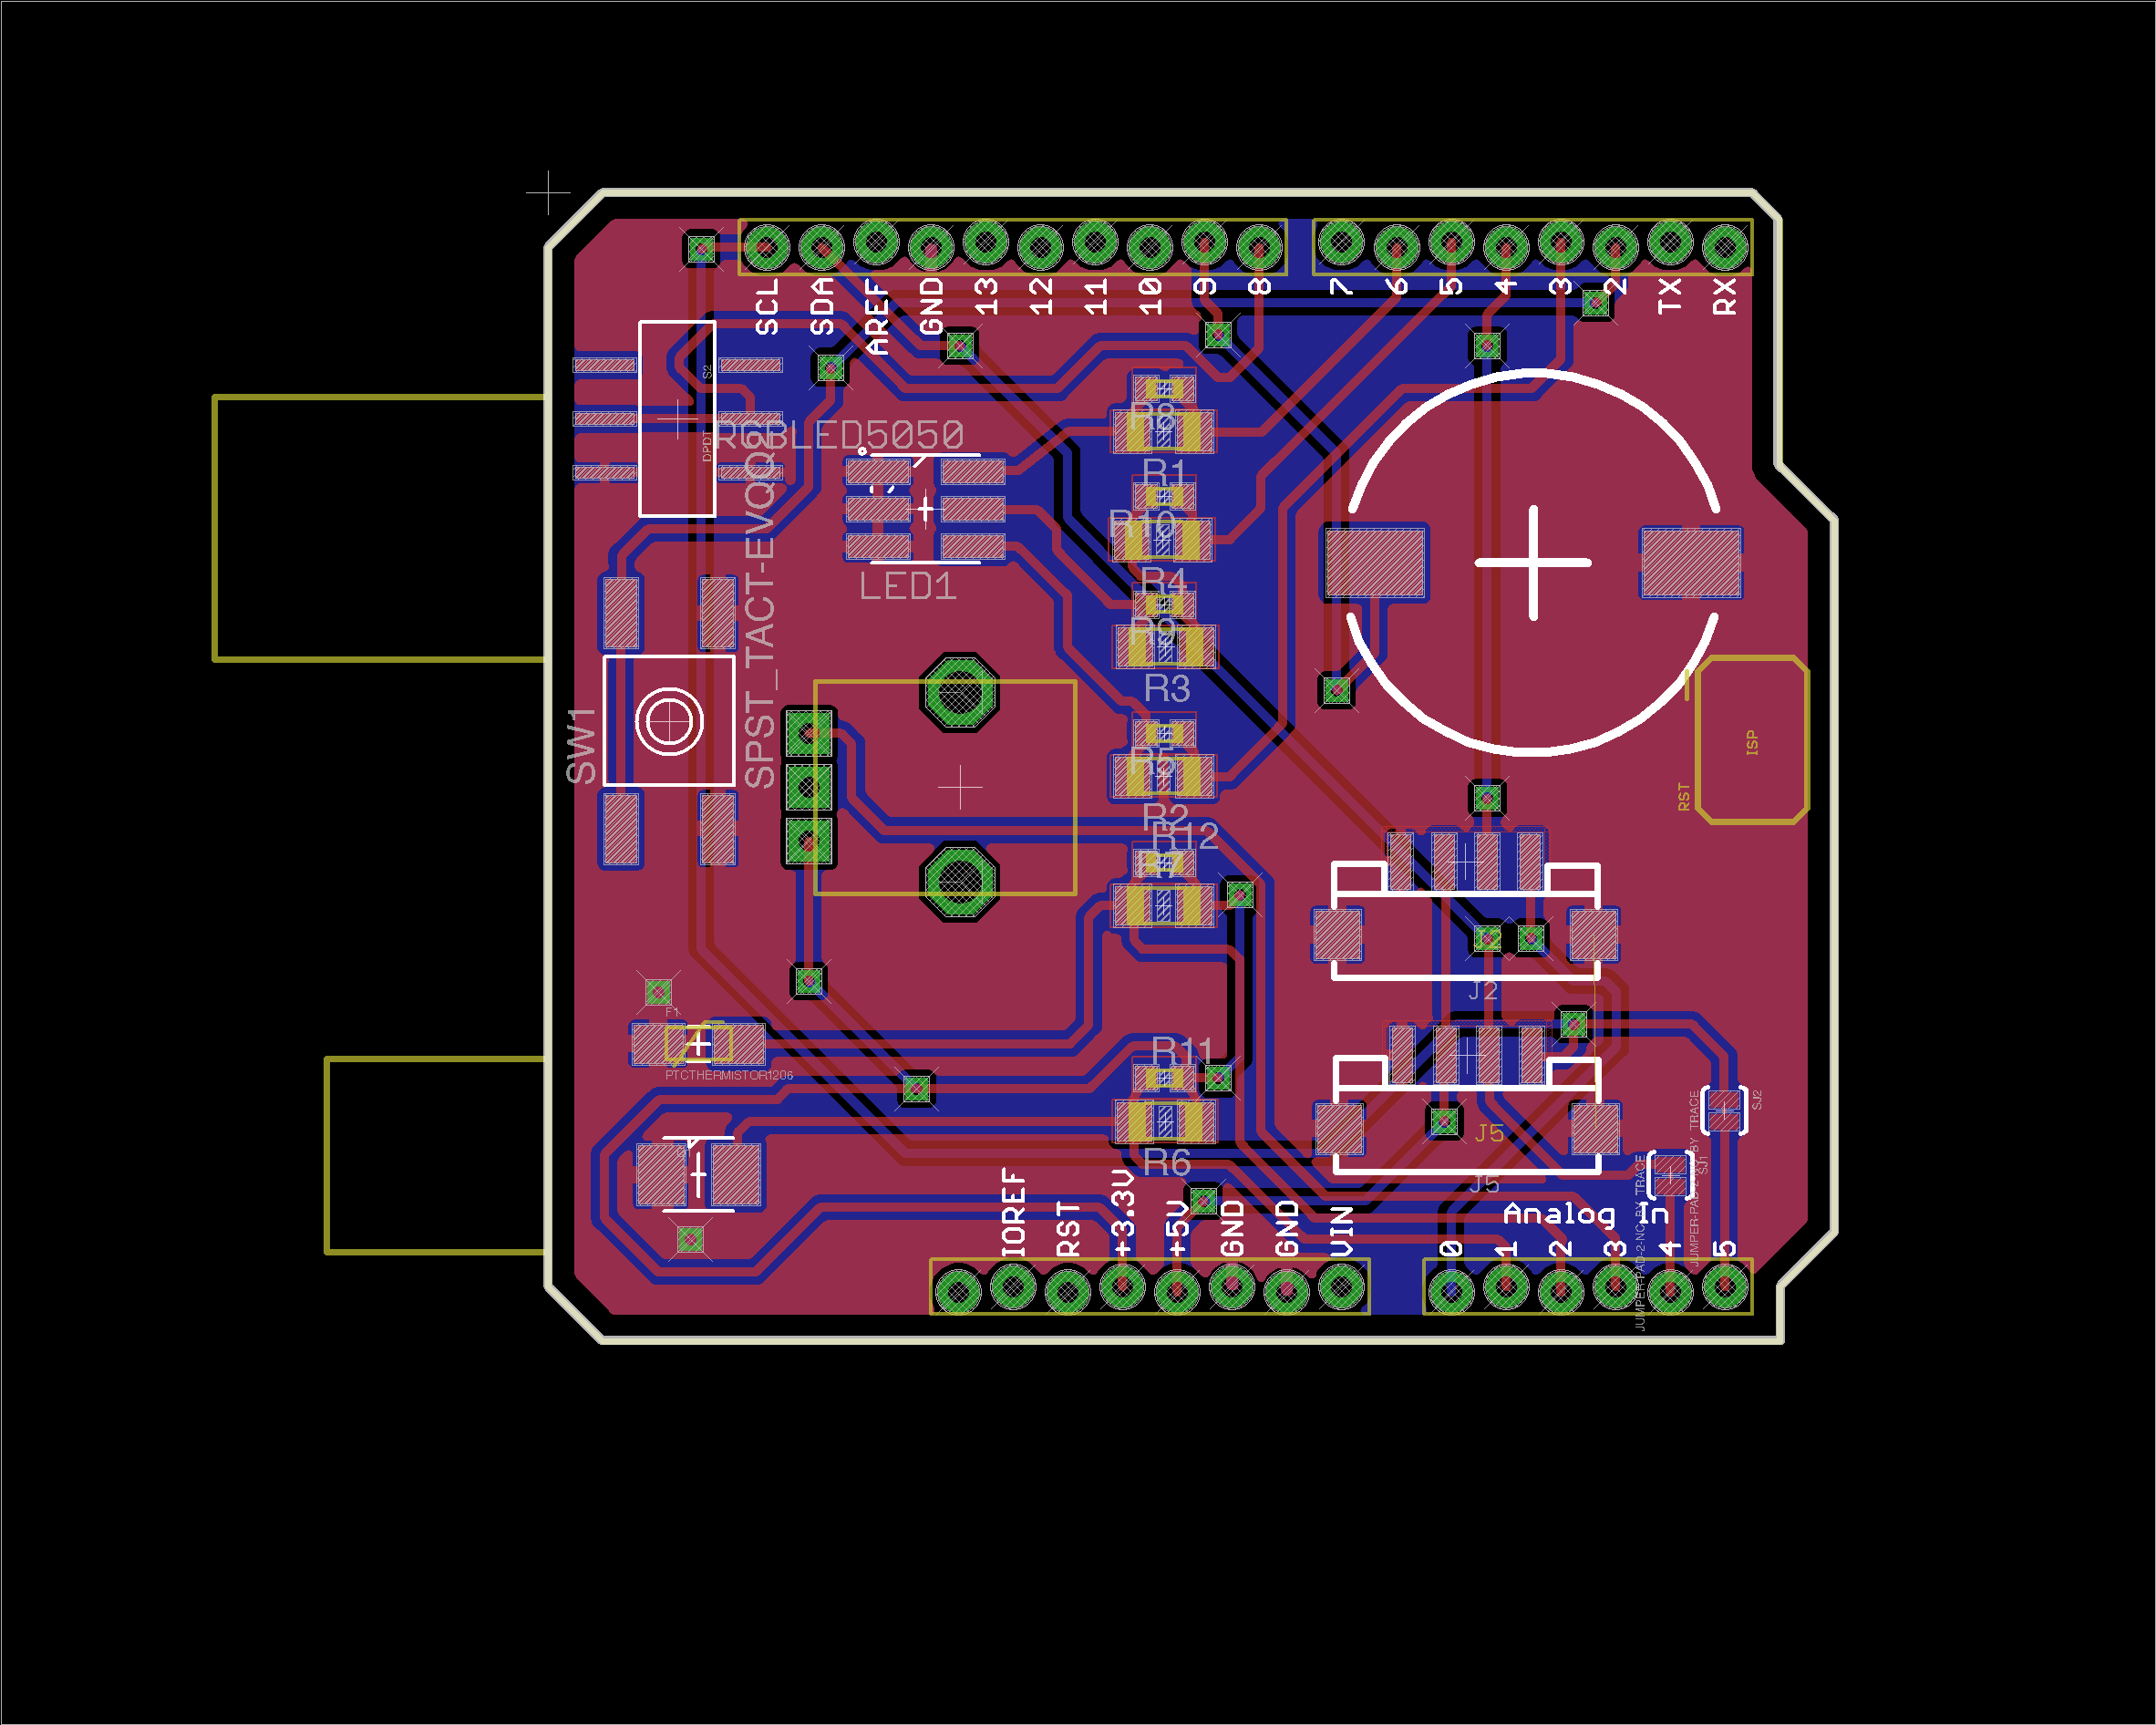 SCL
SDA
AREF
GND
13
12
11
10
9
8
7
6
5
4
3
2
TX
RX
S2
DPDT
RGBLED5050
SPST_TACT-EVQQ2
LED1
SW1
R8
R1
R10
R4
R9
R3
R5
R2
R12
R7
R11
R6
ISP
RST
J2
J2
J5
J5
F1
PTCTHERMISTOR1206
SJ2
SJ1
JUMPER-PAD-2-NC_BY_TRACE
JUMPER-PAD-2-NC_BY_TRACE
Analog In
IOREF
RST
+3.3V
+5V
GND
GND
VIN
0
1
2
3
4
5